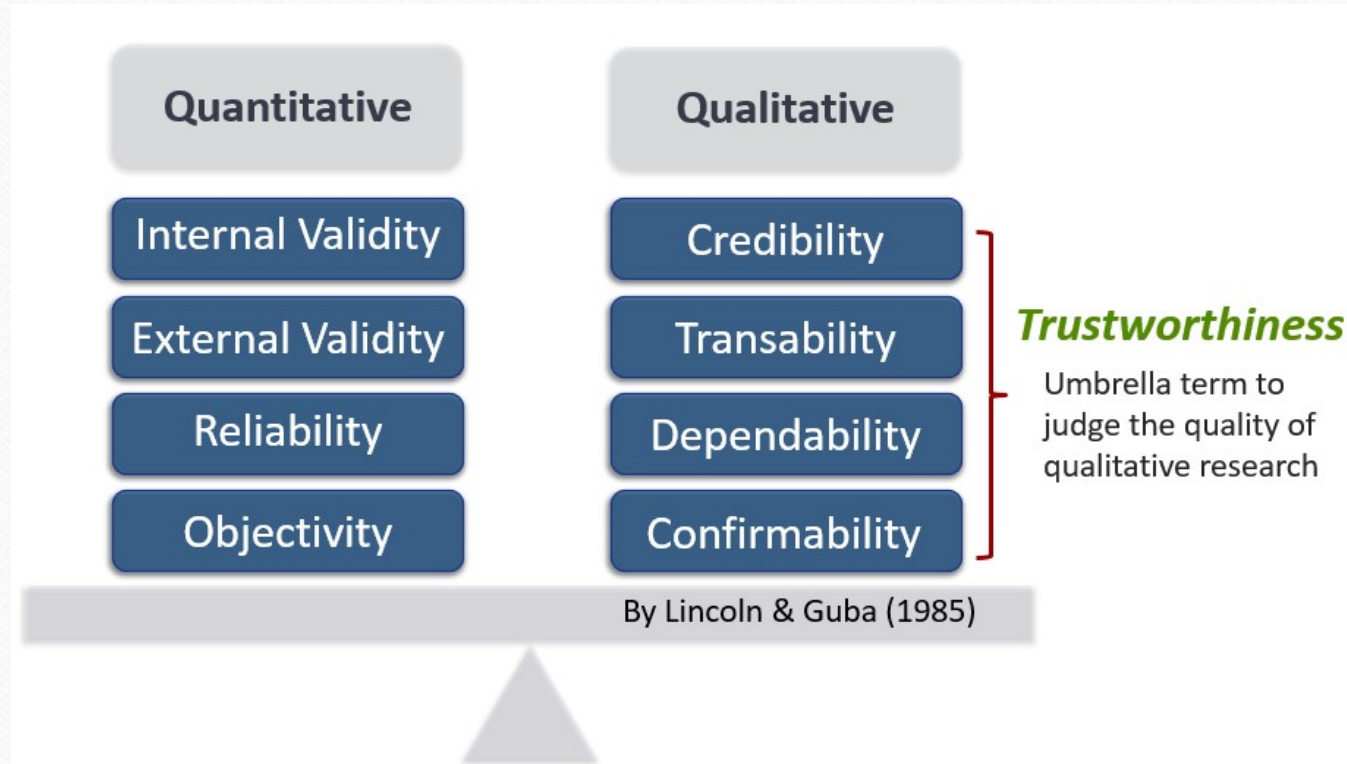 Quantitative
Qualitative
Internal Validity
Credibility
External Validity
Transability
Reliability
Dependability
Objectivity
Confirmability
Trustworthiness
Umbrella term to
judge the quality of
qualitative research
By Lincoln & Guba (1985)